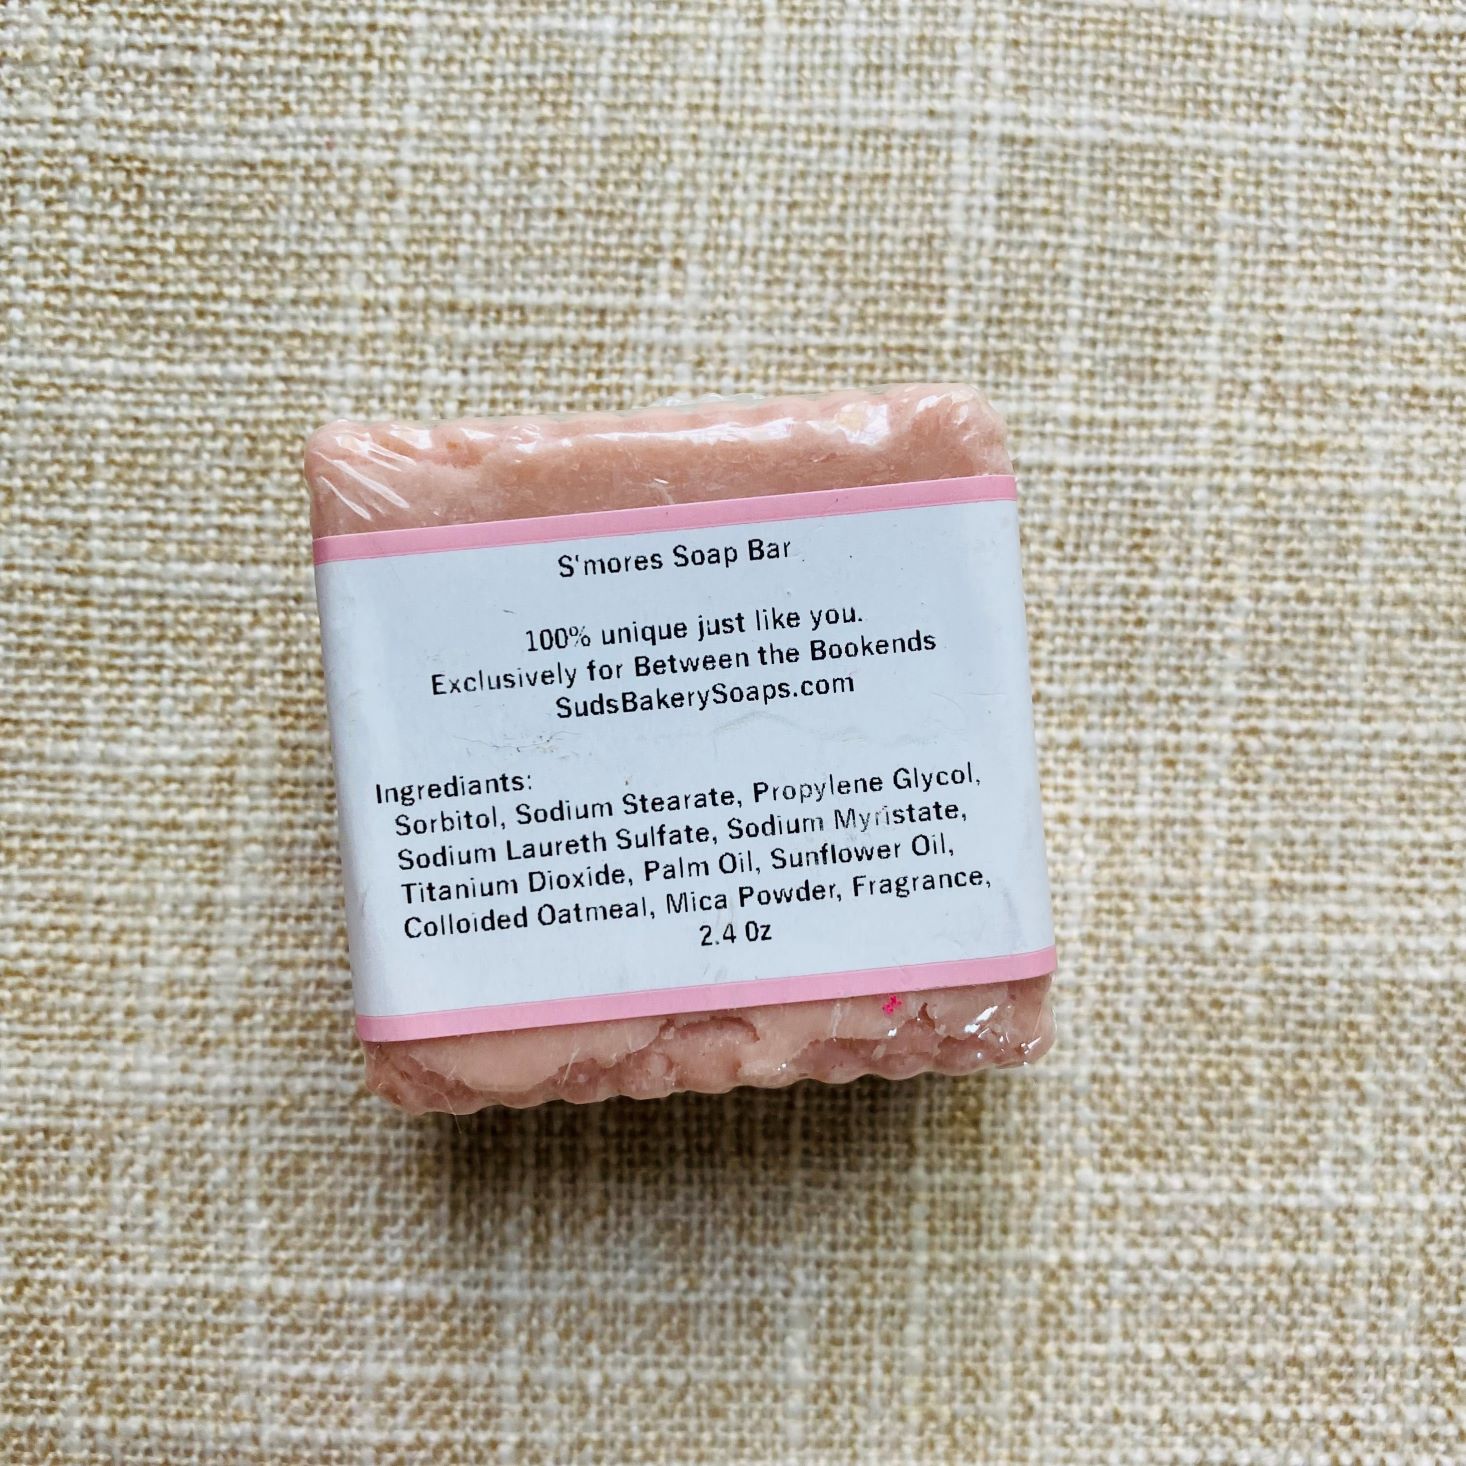 S'mores Soap Bar
100% unique just like you.
Exclusively for Between the Bookends
SudsBakerySoaps.com
Ingrediants:
Sorbitol, Sodium Stearate, Propylene Glycol,
Sodium Laureth Sulfate, Sodium Myristate,
Titanium Dioxide, Palm Oil, Sunflower Oil,
Colloided Oatmeal, Mica Powder, Fragrance,
2.4 Oz